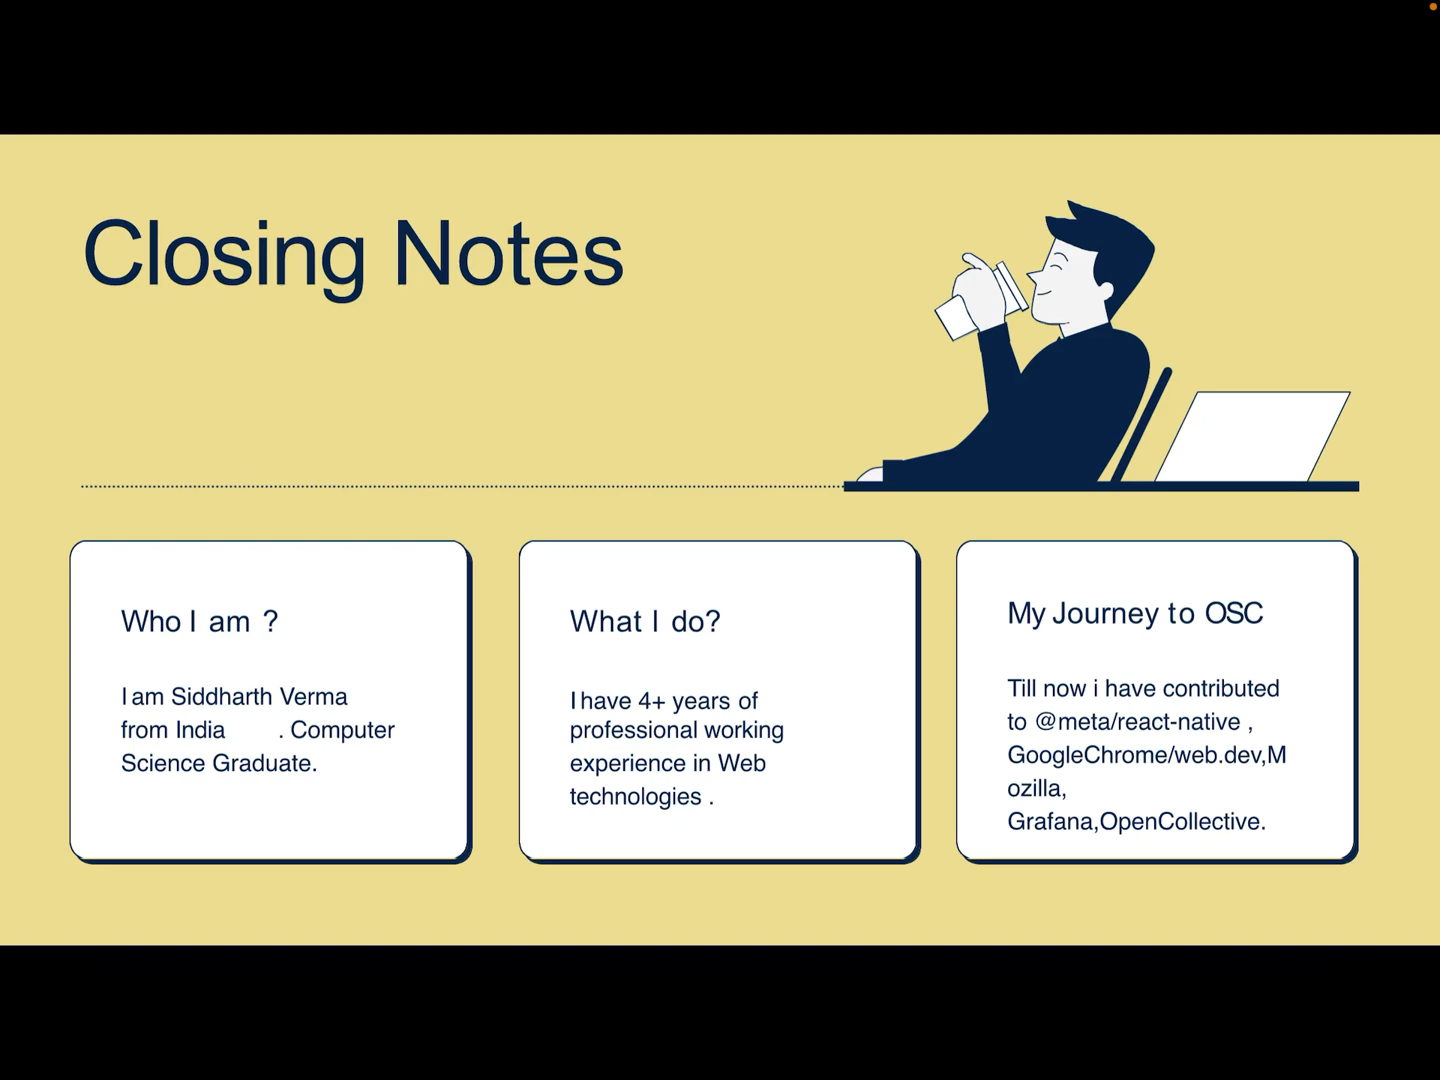 Closing Notes
Who I am ?
I am Siddharth Verma
from India . Computer
Science Graduate.
What I do?
I have 4+ years of
professional working
experience in Web
technologies .
My Journey to OSC
Till now i have contributed
to @meta/react-native ,
GoogleChrome/web.dev,M
ozilla,
Grafana,OpenCollective.